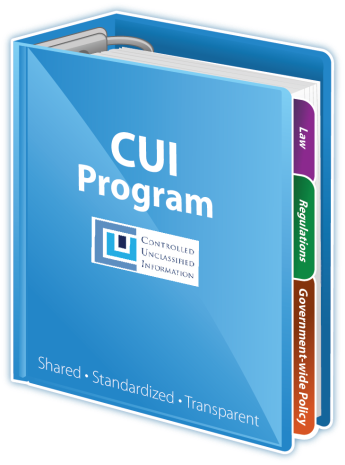 CUI
Program
CONTROLLED
UNCLASSIFIED
INFORMATION
Shared • Standardized • Transparent
Law
Regulations
Government-wide Policy